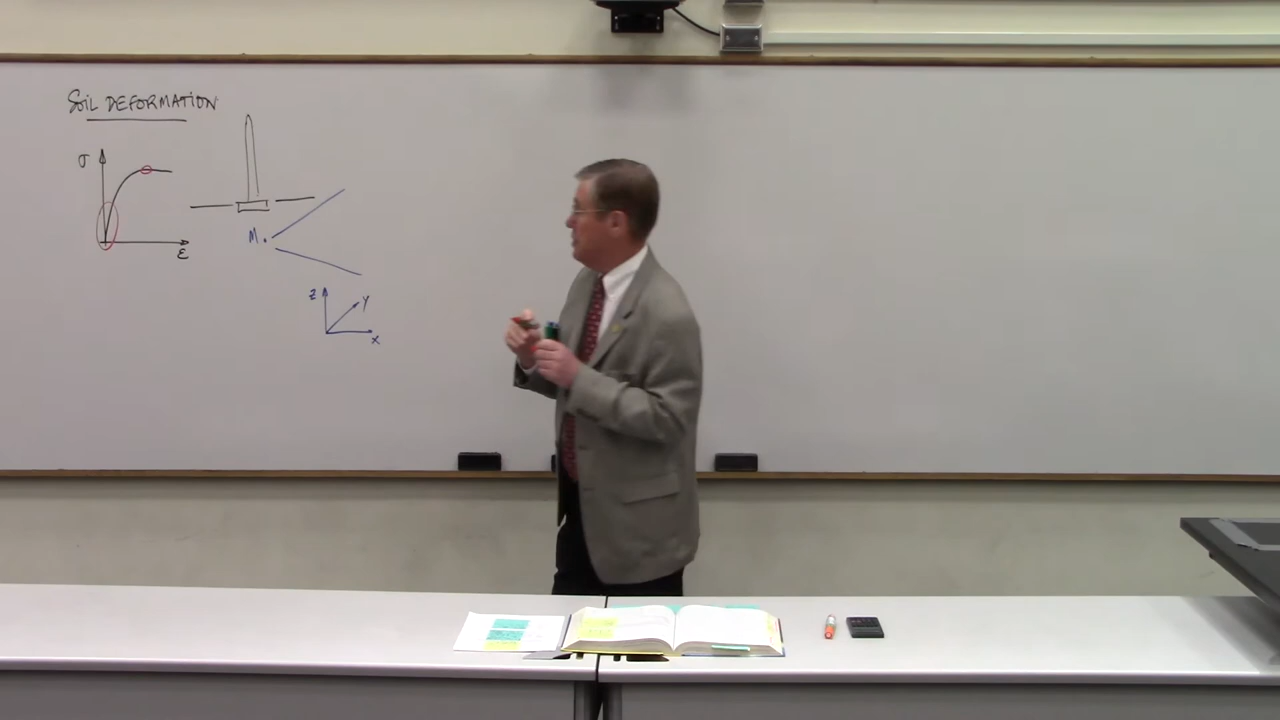 SOIL DEFORMATION
σ
ε
M.
Z
Y
X